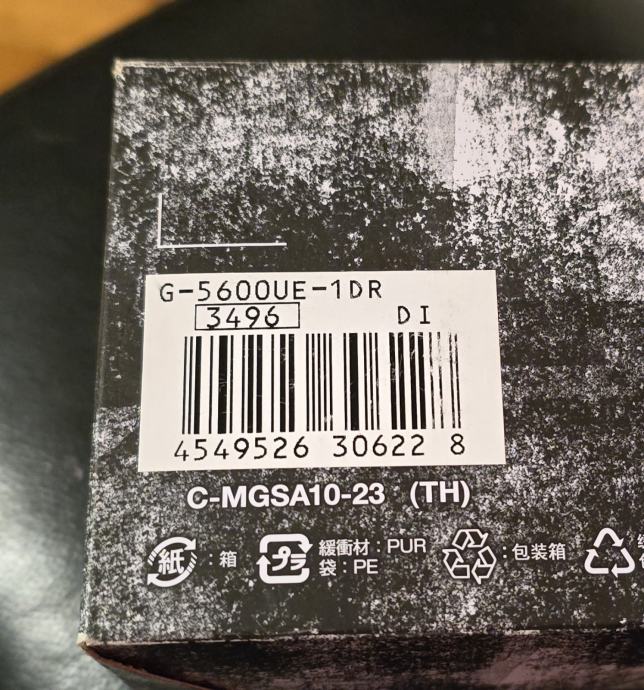 G-5600UE-1DR
3496 DI
4549526 30622 8
C-MGSA10-23 (TH)
紙 : 箱
プラ 緩衝材 : PUR
袋 : PE
: 包装箱